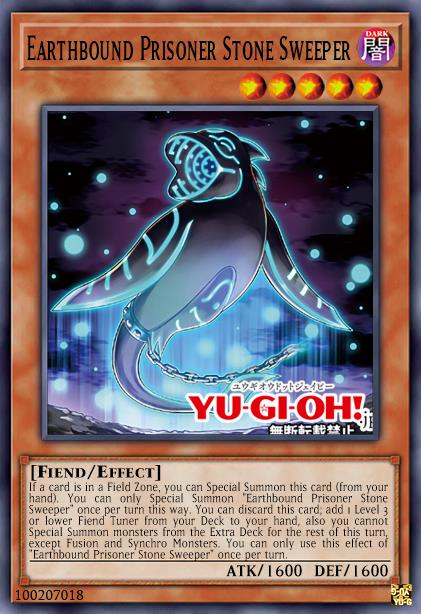 EARTHBOUND PRISONER STONE SWEEPER
DARK
闇
ユウギオウドットジェイピー
YU-GI-OH!
無断転載禁止
[FIEND/EFFECT]
If a card is in a Field Zone, you can Special Summon this card (from your
hand). You can only Special Summon "Earthbound Prisoner Stone
Sweeper" once per turn this way. You can discard this card; add 1 Level 3
or lower Fiend Tuner from your Deck to your hand, also you cannot
Special Summon monsters from the Extra Deck for the rest of this turn,
except Fusion and Synchro Monsters. You can only use this effect of
"Earthbound Prisoner Stone Sweeper" once per turn.
ATK/1600 DEF/1600
100207018